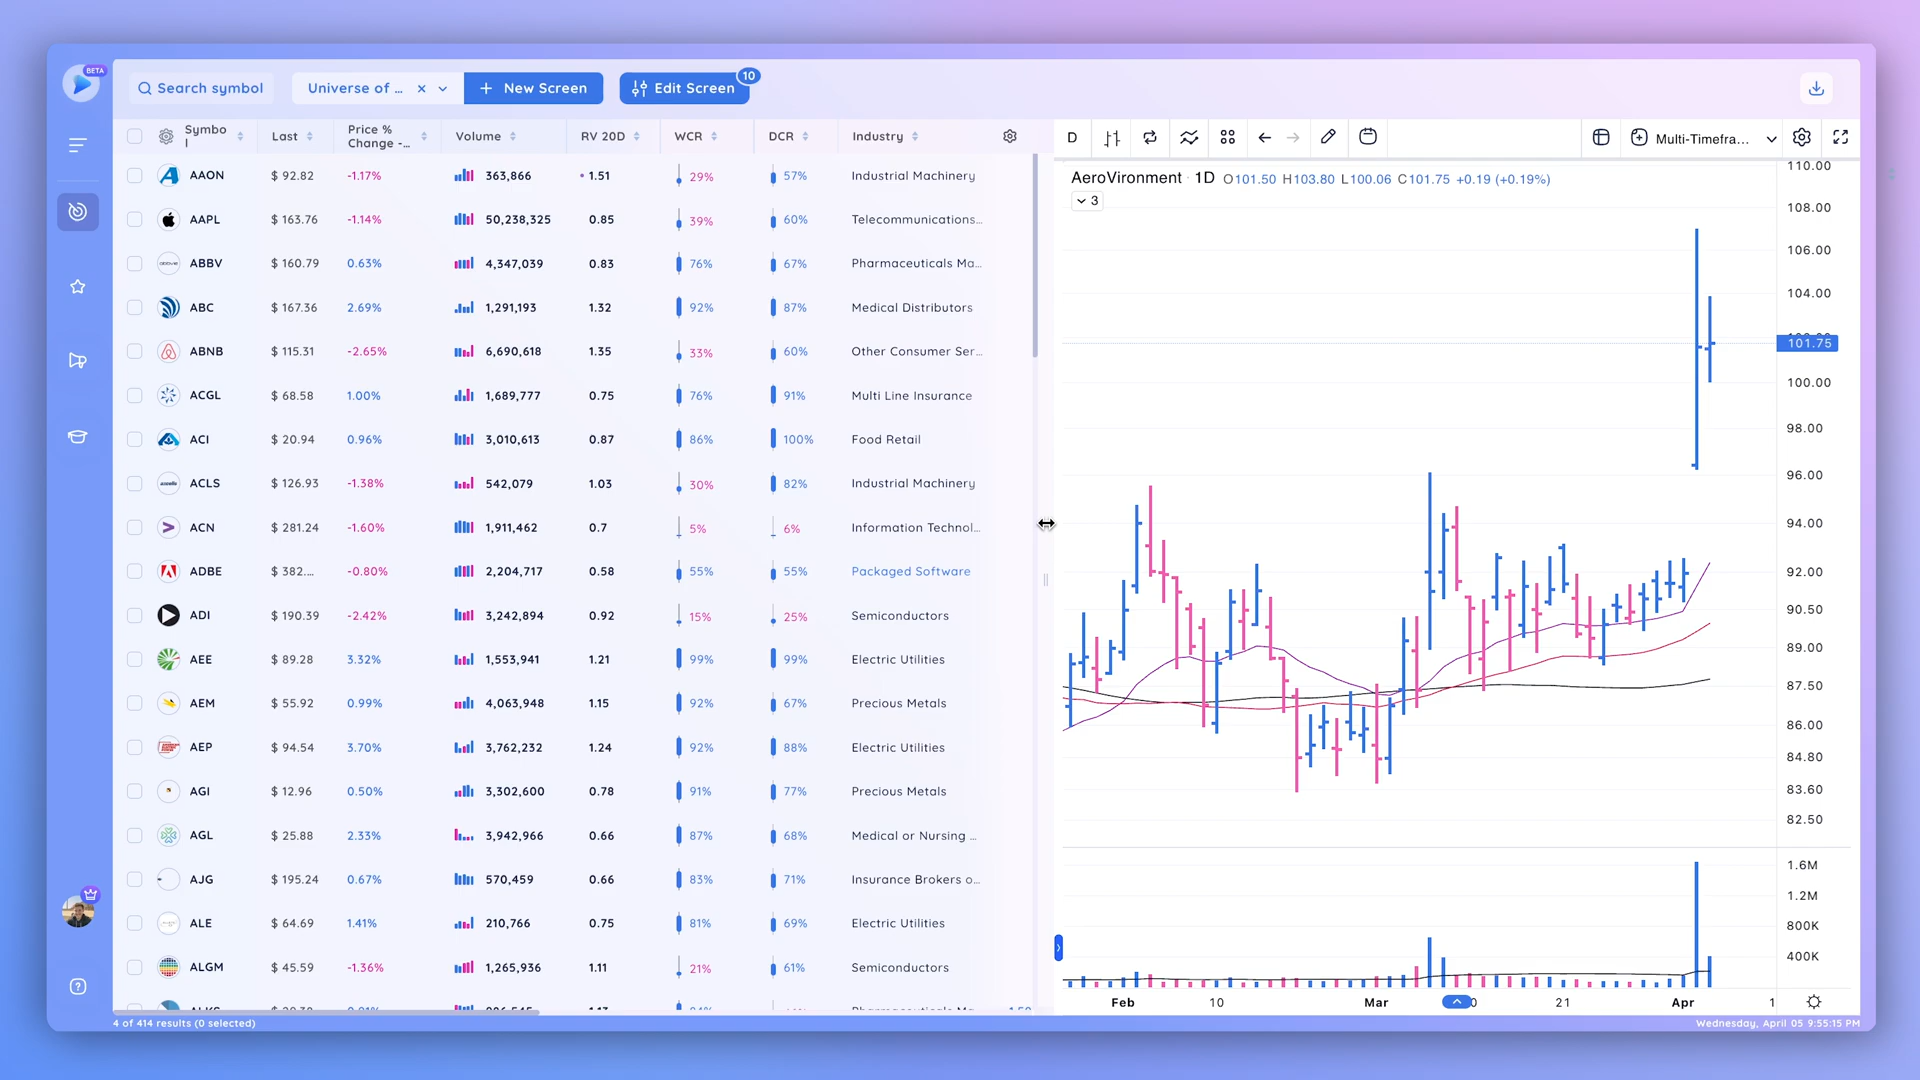 BETA
Search symbol
Universe of ...
New Screen
Edit Screen
10
Symbo
l
Last
Price %
Change -...
Volume
RV 20D
WCR
DCR
Industry
AAON $ 92.82 -1.17% 363,866 1.51 29% 57% Industrial Machinery
AAPL $ 163.76 -1.14% 50,238,325 0.85 39% 60% Telecommunications...
ABBV $ 160.79 0.63% 4,347,039 0.83 76% 67% Pharmaceuticals Ma...
ABC $ 167.36 2.69% 1,291,193 1.32 92% 87% Medical Distributors
ABNB $ 115.31 -2.65% 6,690,618 1.35 33% 60% Other Consumer Ser...
ACGL $ 68.58 1.00% 1,689,777 0.75 76% 91% Multi Line Insurance
ACI $ 20.94 0.96% 3,010,613 0.87 86% 100% Food Retail
ACLS $ 126.93 -1.38% 542,079 1.03 30% 82% Industrial Machinery
ACN $ 281.24 -1.60% 1,911,462 0.7 5% 6% Information Technol...
ADBE $ 382.... -0.80% 2,204,717 0.58 55% 55% Packaged Software
ADI $ 190.39 -2.42% 3,242,894 0.92 15% 25% Semiconductors
AEE $ 89.28 3.32% 1,553,941 1.21 99% 99% Electric Utilities
AEM $ 55.92 0.99% 4,063,948 1.15 92% 67% Precious Metals
AEP $ 94.54 3.70% 3,762,232 1.24 92% 88% Electric Utilities
AGI $ 12.96 0.50% 3,302,600 0.78 91% 77% Precious Metals
AGL $ 25.88 2.33% 3,942,966 0.66 87% 68% Medical or Nursing ...
AJG $ 195.24 0.67% 570,459 0.66 83% 71% Insurance Brokers o...
ALE $ 64.69 1.41% 210,766 0.75 81% 69% Electric Utilities
ALGM $ 45.59 -1.36% 1,265,936 1.11 21% 61% Semiconductors
4 of 414 results (0 selected)
D
Multi-Timefra...
AeroVironment · 1D O101.50 H103.80 L100.06 C101.75 +0.19 (+0.19%)
3
110.00
108.00
106.00
104.00
101.75
100.00
98.00
96.00
94.00
92.00
90.50
89.00
87.50
86.00
84.80
83.60
82.50
1.6M
1.2M
800K
400K
Feb 10 Mar 0 21 Apr 1
Wednesday, April 05 9:55:15 PM